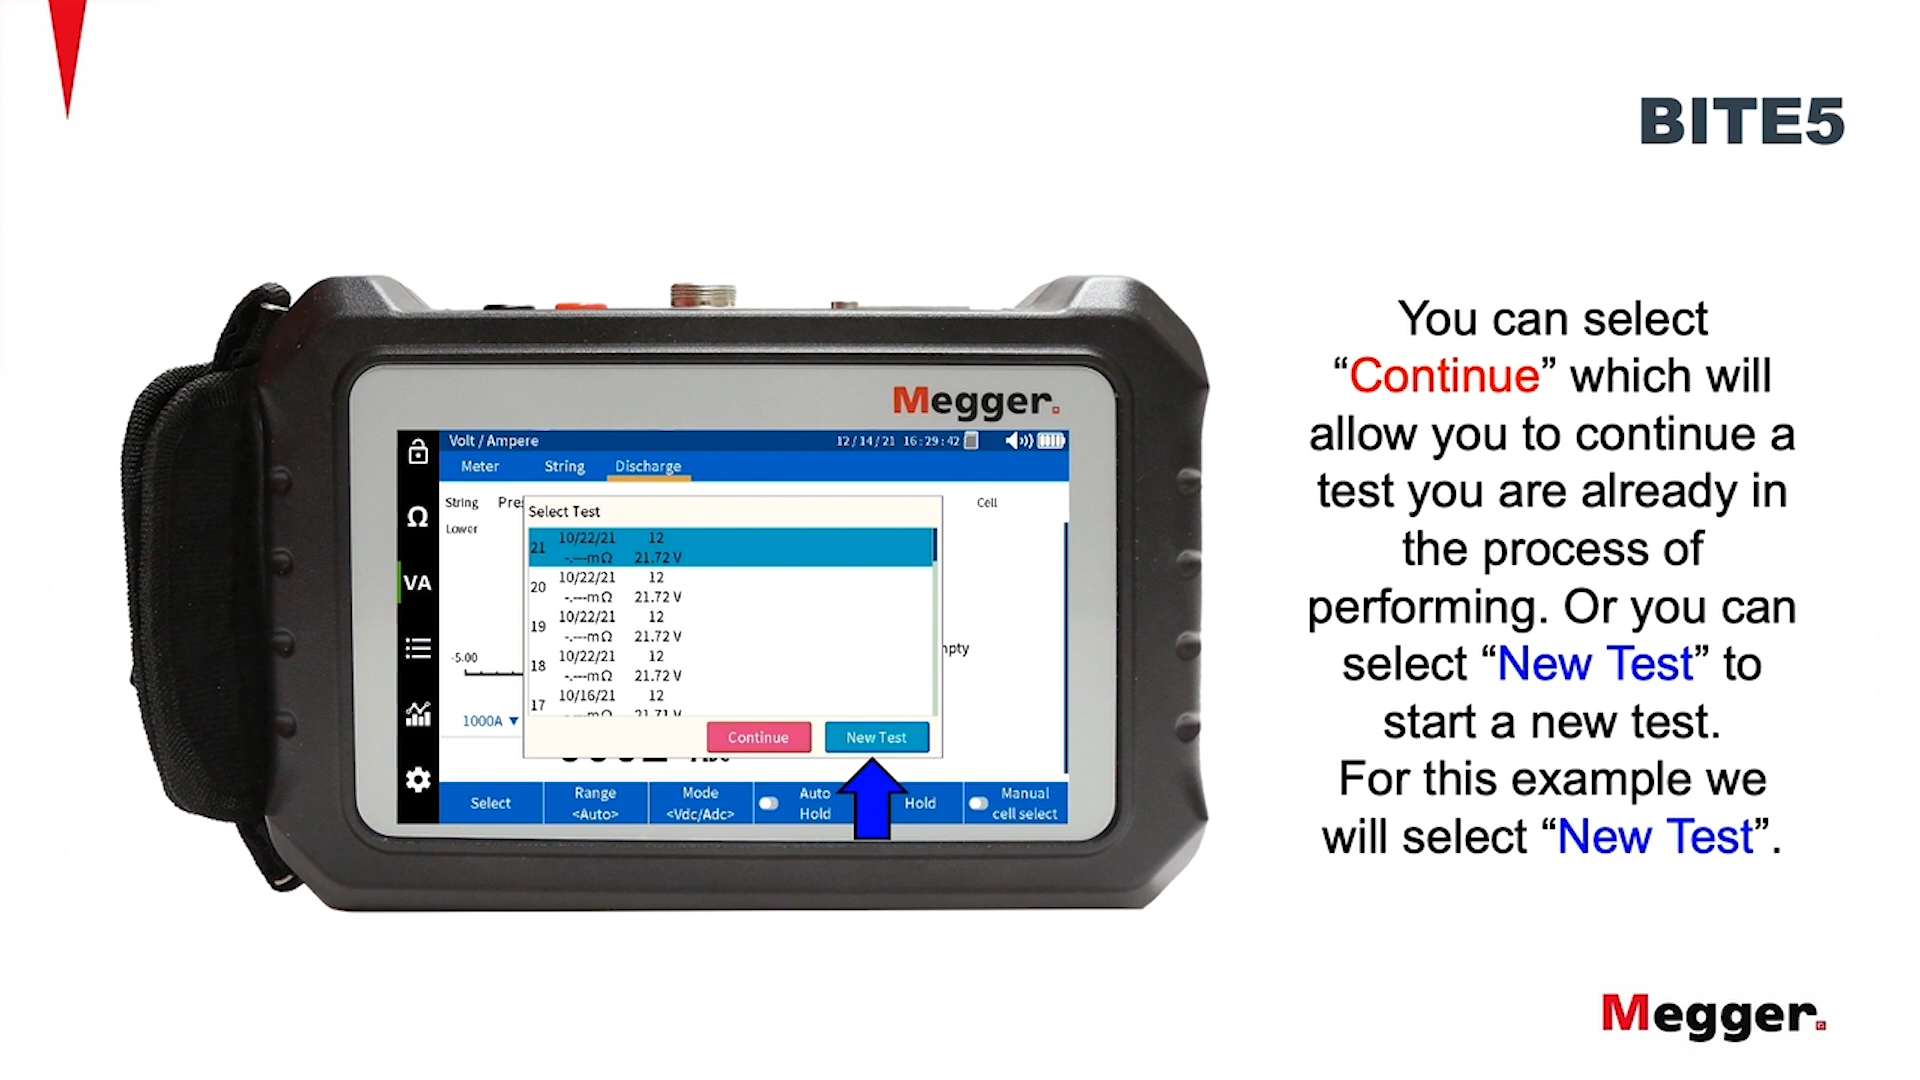 BITE5
Megger.
Volt / Ampere
12/14/21 16:29:42
Meter String Discharge
String
Cell
Lower
Select Test
21 10/22/21 12
-.---mΩ 21.72 V
20 10/22/21 12
-.---mΩ 21.72 V
19 10/22/21 12
-.---mΩ 21.72 V
18 10/22/21 12
-.---mΩ 21.72 V
17 10/16/21 12
-.---mΩ 21.71 V
-5.00
1000A ▼
Continue New Test
Ω
VA
Select
Range
<Auto>
Mode
<Vdc/Adc>
Auto
Hold
Hold
Manual
cell select
You can select
“Continue” which will
allow you to continue a
test you are already in
the process of
performing. Or you can
select “New Test” to
start a new test.
For this example we
will select “New Test”.
Megger.